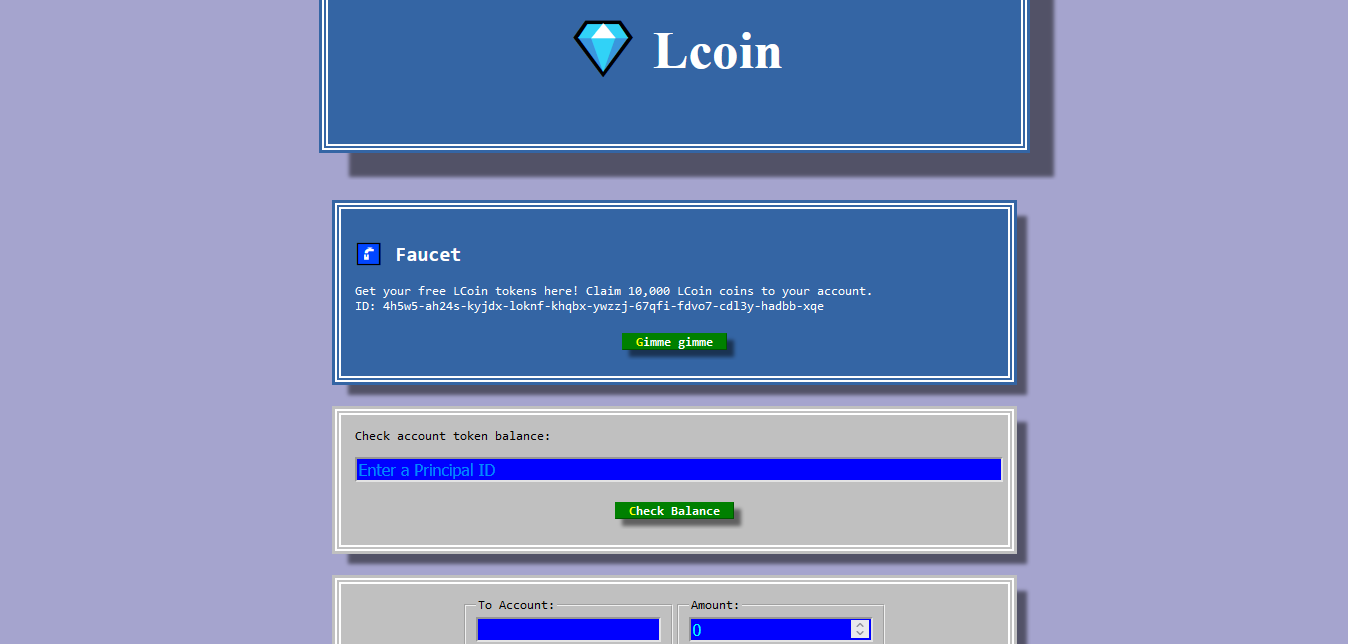 Lcoin
Faucet
Get your free LCoin tokens here! Claim 10,000 LCoin coins to your account.
ID: 4h5w5-ah24s-kyjdx-loknf-khqbx-ywzzj-67qfi-fdvo7-cdl3y-hadbb-xqe
Gimme gimme
Check account token balance:
Enter a Principal ID
Check Balance
To Account:
Amount:
0